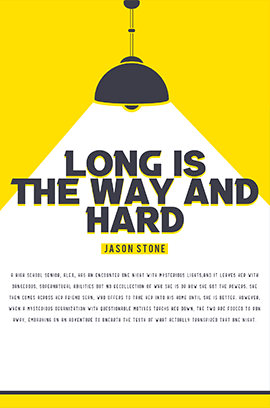 LONG IS
THE WAY AND
HARD
JASON STONE
A HIGH SCHOOL SENIOR, ALEX, HAS AN ENCOUNTER ONE NIGHT WITH MYSTERIOUS LIGHTS,AND IT LEAVES HER WITH
DANGEROUS, SUPERNATURAL ABILITIES BUT NO RECOLLECTION OF WHO SHE IS OR HOW SHE GOT THE POWERS. SHE
THEN COMES ACROSS HER FRIEND SEAN, WHO OFFERS TO TAKE HER INTO HIS HOME UNTIL SHE IS BETTER. HOWEVER,
WHEN A MYSTERIOUS ORGANIZATION WITH QUESTIONABLE MOTIVES TRACKS HER DOWN, THE TWO ARE FORCED TO RUN
AWAY, EMBARKING ON AN ADVENTURE TO UNEARTH THE TRUTH OF WHAT ACTUALLY TRANSPIRED THAT ONE NIGHT.